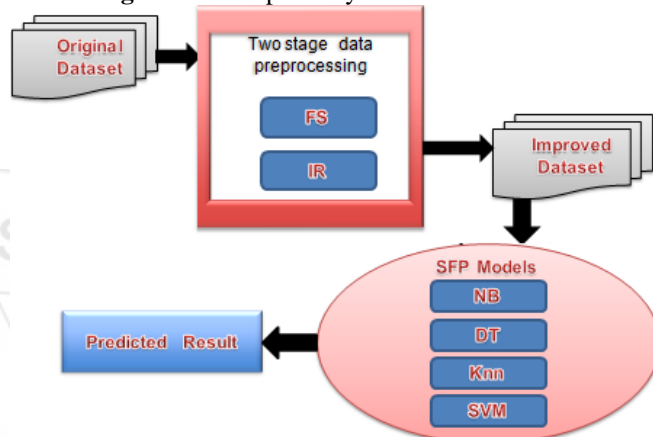 Original
Dataset
Two stage data
preprocessing
FS
IR
Improved
Dataset
SFP Models
NB
DT
Knn
SVM
Predicted Result